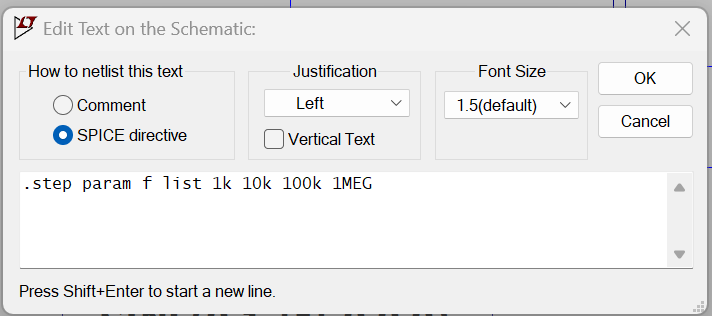 Edit Text on the Schematic:
How to netlist this text
Comment
SPICE directive
Justification
Left
Vertical Text
Font Size
1.5(default)
OK
Cancel
.step param f list 1k 10k 100k 1MEG
Press Shift+Enter to start a new line.